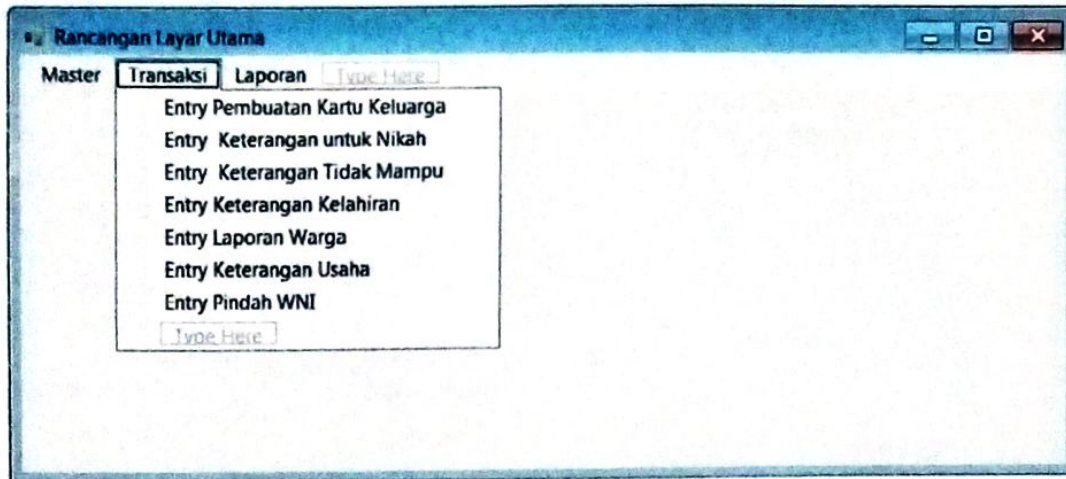 Rancangan Layar Utama
Master Transaksi Laporan Type Here
Entry Pembuatan Kartu Keluarga
Entry Keterangan untuk Nikah
Entry Keterangan Tidak Mampu
Entry Keterangan Kelahiran
Entry Laporan Warga
Entry Keterangan Usaha
Entry Pindah WNI
Type Here